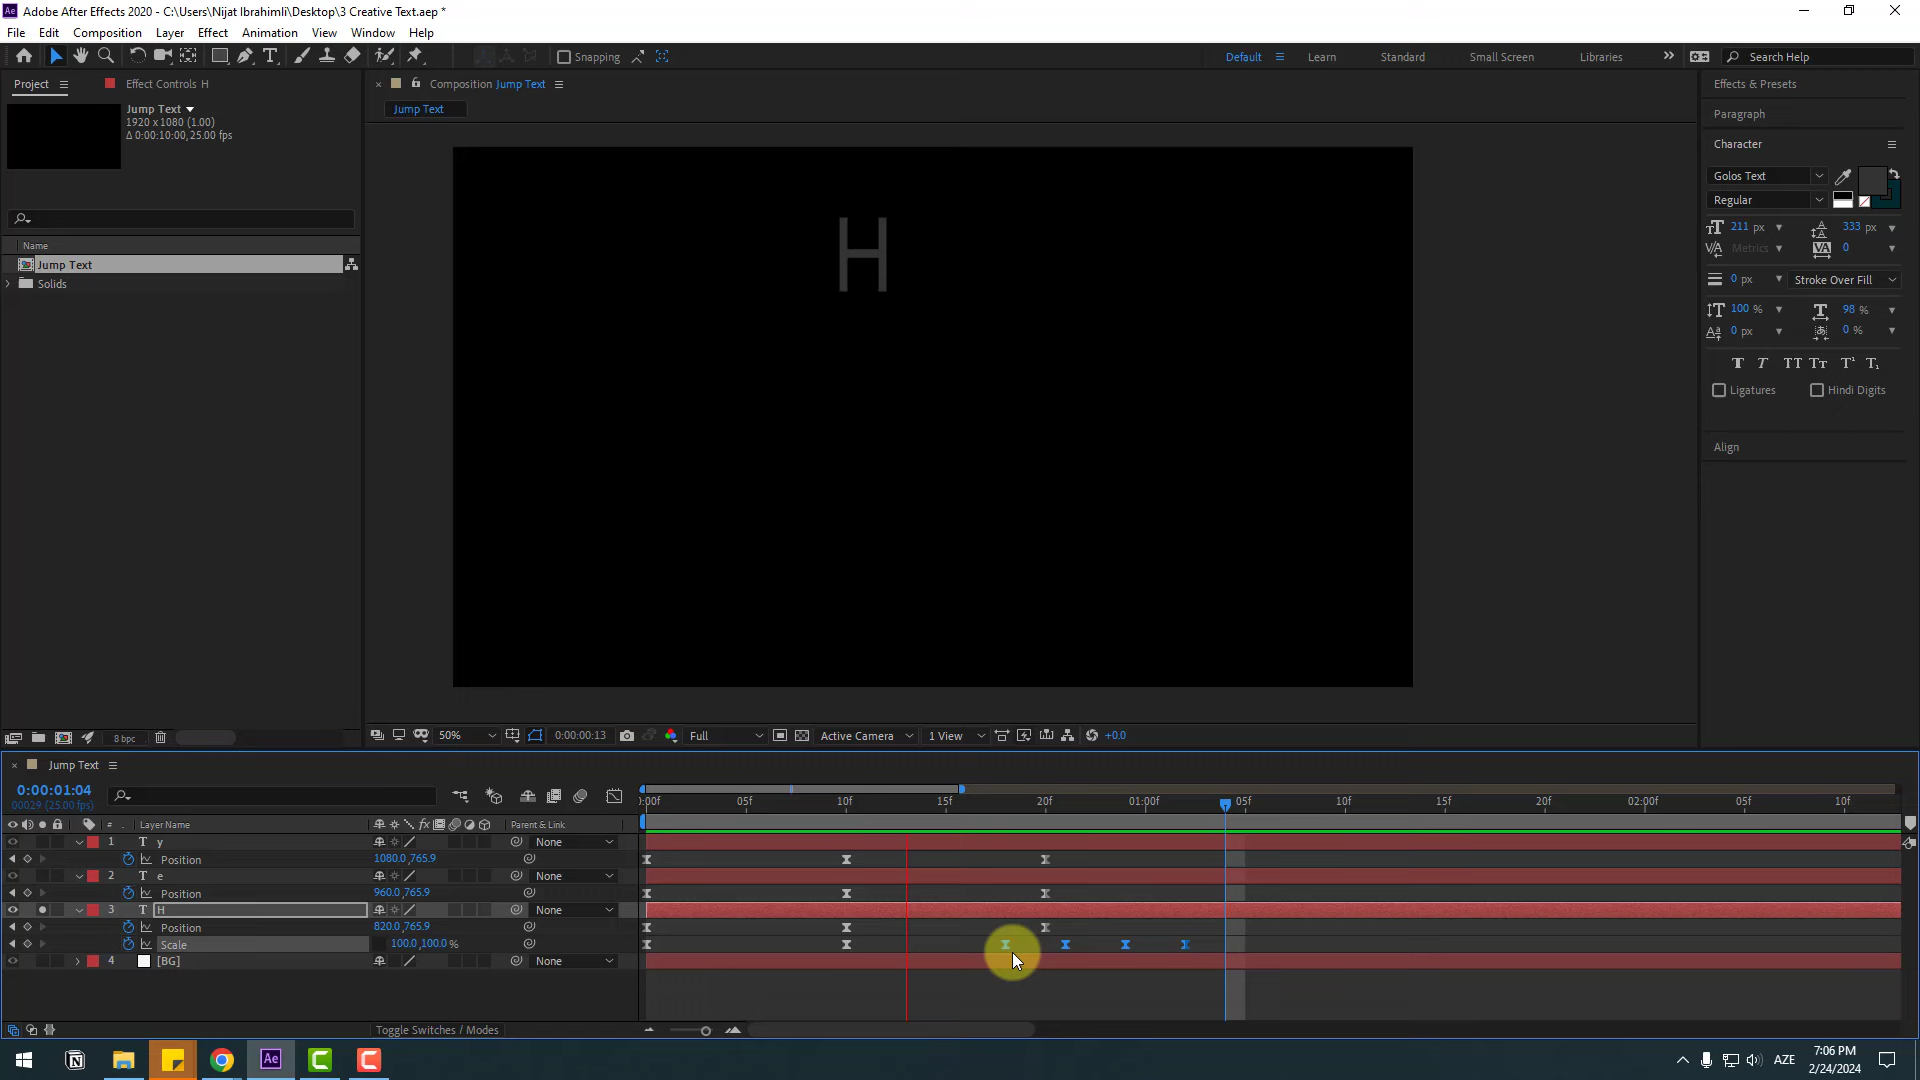 Adobe After Effects 2020 - C:\Users\Nijat Ibrahimli\Desktop\3 Creative Text.aep *
File Edit Composition Layer Effect Animation View Window Help
Snapping
Default Learn Standard Small Screen Libraries Search Help
Project Effect Controls H
Composition Jump Text
Jump Text
1920 x 1080 (1.00)
Δ 0:00:10:00, 25.00 fps
Jump Text
Name
Jump Text
Solids
H
Effects & Presets
Paragraph
Character
Golos Text
Regular
211 px 333 px
Metrics 0
0 px Stroke Over Fill
100 % 98 %
0 px 0 %
Ligatures Hindi Digits
Align
8 bpc
50% 0:00:00:13 Full Active Camera 1 View +0.0
Jump Text
0:00:01:04
00029 (25.00 fps)
:00f 05f 10f 15f 20f 01:00f 05f 10f 15f 20f 02:00f 05f 10f
# Layer Name Parent & Link
1 T y None
Position 1080.0,765.9
2 T e None
Position 960.0,765.9
3 T H None
Position 820.0,765.9
Scale 100.0,100.0%
4 [BG] None
Toggle Switches / Modes
AZE
7:06 PM
2/24/2024